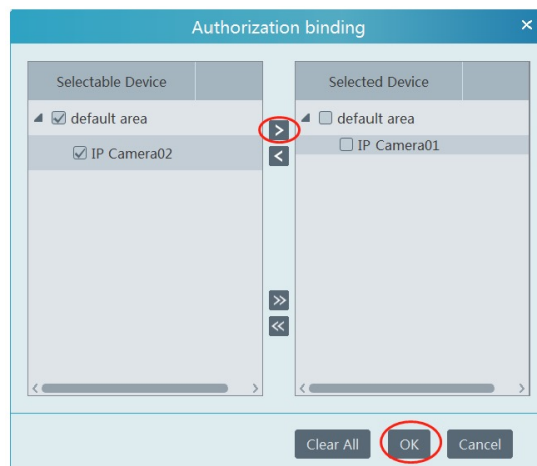 Authorization binding
Selectable Device
Selected Device
default area
default area
IP Camera02
IP Camera01
Clear All
OK
Cancel